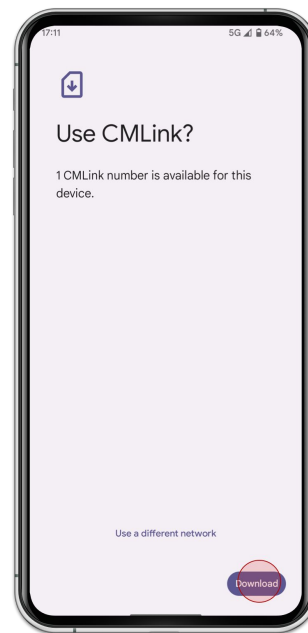 17:11 5G 64%
Use CMLink?
1 CMLink number is available for this
device.
Use a different network
Download